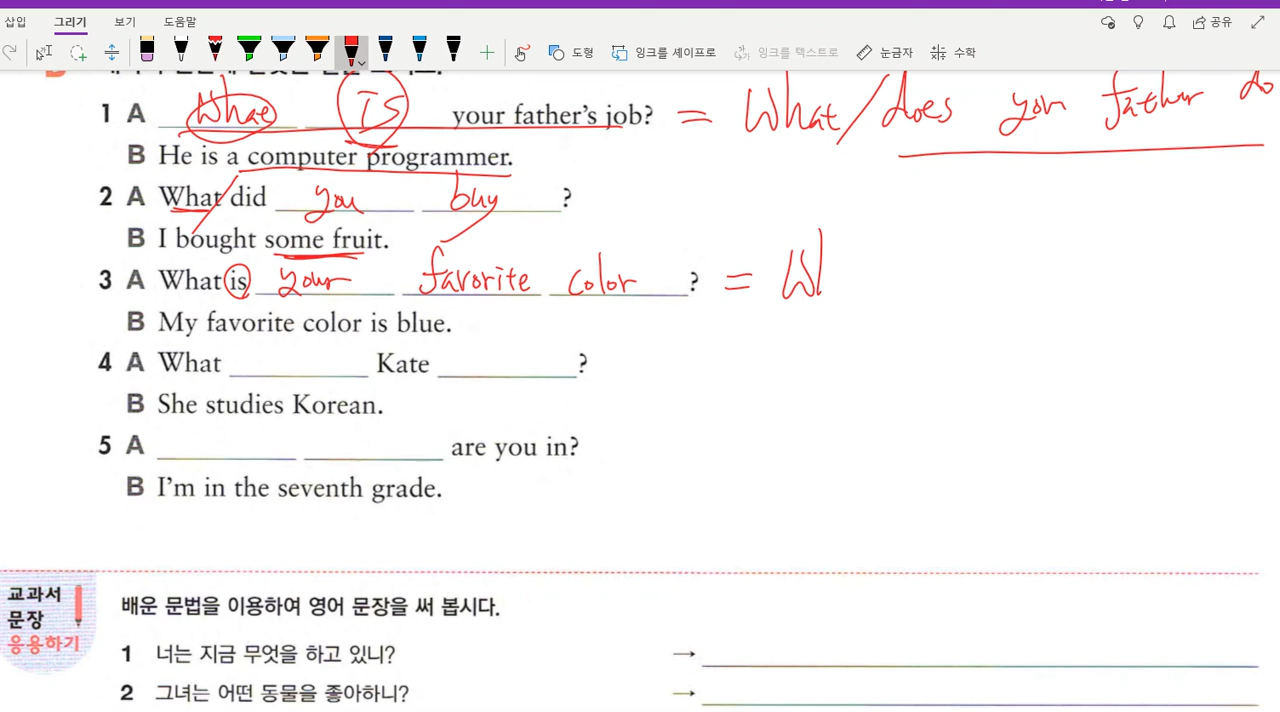 삽입 그리기 보기 도움말 공유
도형 잉크를 셰이프로 잉크를 텍스트로 눈금자 수학
1 A What is your father's job? = What / does you father do
B He is a computer programmer.
2 A What did you buy ?
B I bought some fruit.
3 A What is your favorite color ? = W
B My favorite color is blue.
4 A What Kate ?
B She studies Korean.
5 A are you in?
B I'm in the seventh grade.
교과서
문장
응용하기
배운 문법을 이용하여 영어 문장을 써 봅시다.
1 너는 지금 무엇을 하고 있니? →
2 그녀는 어떤 동물을 좋아하니? →